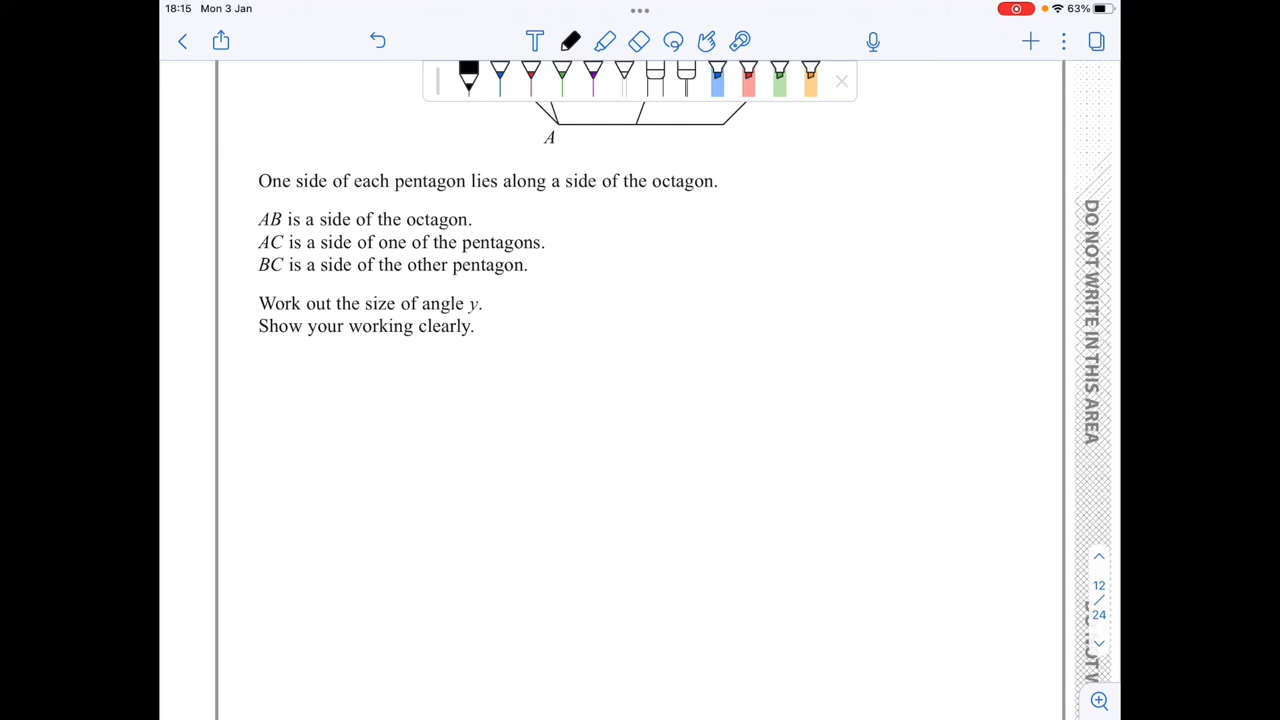 18:15 Mon 3 Jan
63%
A
One side of each pentagon lies along a side of the octagon.
AB is a side of the octagon.
AC is a side of one of the pentagons.
BC is a side of the other pentagon.
Work out the size of angle y.
Show your working clearly.
DO NOT WRITE IN THIS AREA
12
24